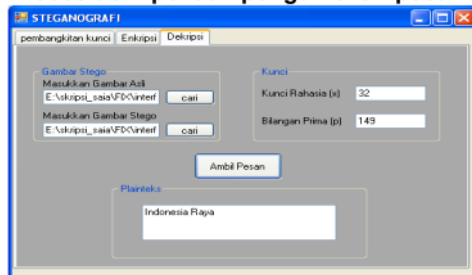 STEGANOGRAFI
pembangkitan kunci Enkripsi Dekripsi
Gambar Stego
Masukkan Gambar Asli
E:\skripsi_saia\FIX\interf cari
Masukkan Gambar Stego
E:\skripsi_saia\FIX\interf cari
Kunci
Kunci Rahasia (x) 32
Bilangan Prima (p) 149
Ambil Pesan
Plainteks
Indonesia Raya